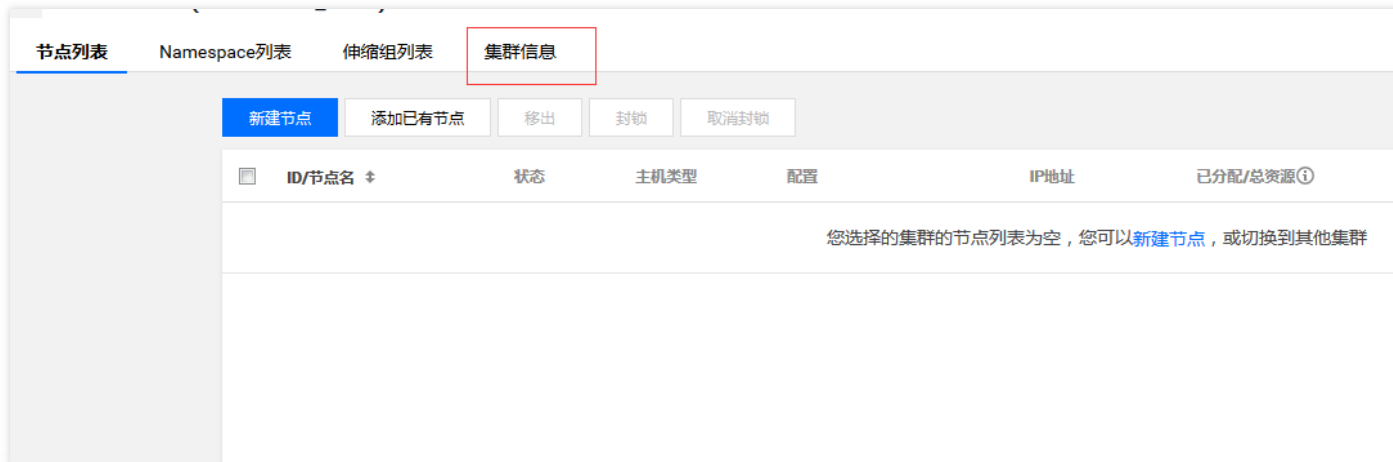 节点列表 Namespace列表 伸缩组列表 集群信息
新建节点 添加已有节点 移出 封锁 取消封锁
ID/节点名 状态 主机类型 配置 IP地址 已分配/总资源
您选择的集群的节点列表为空，您可以新建节点，或切换到其他集群